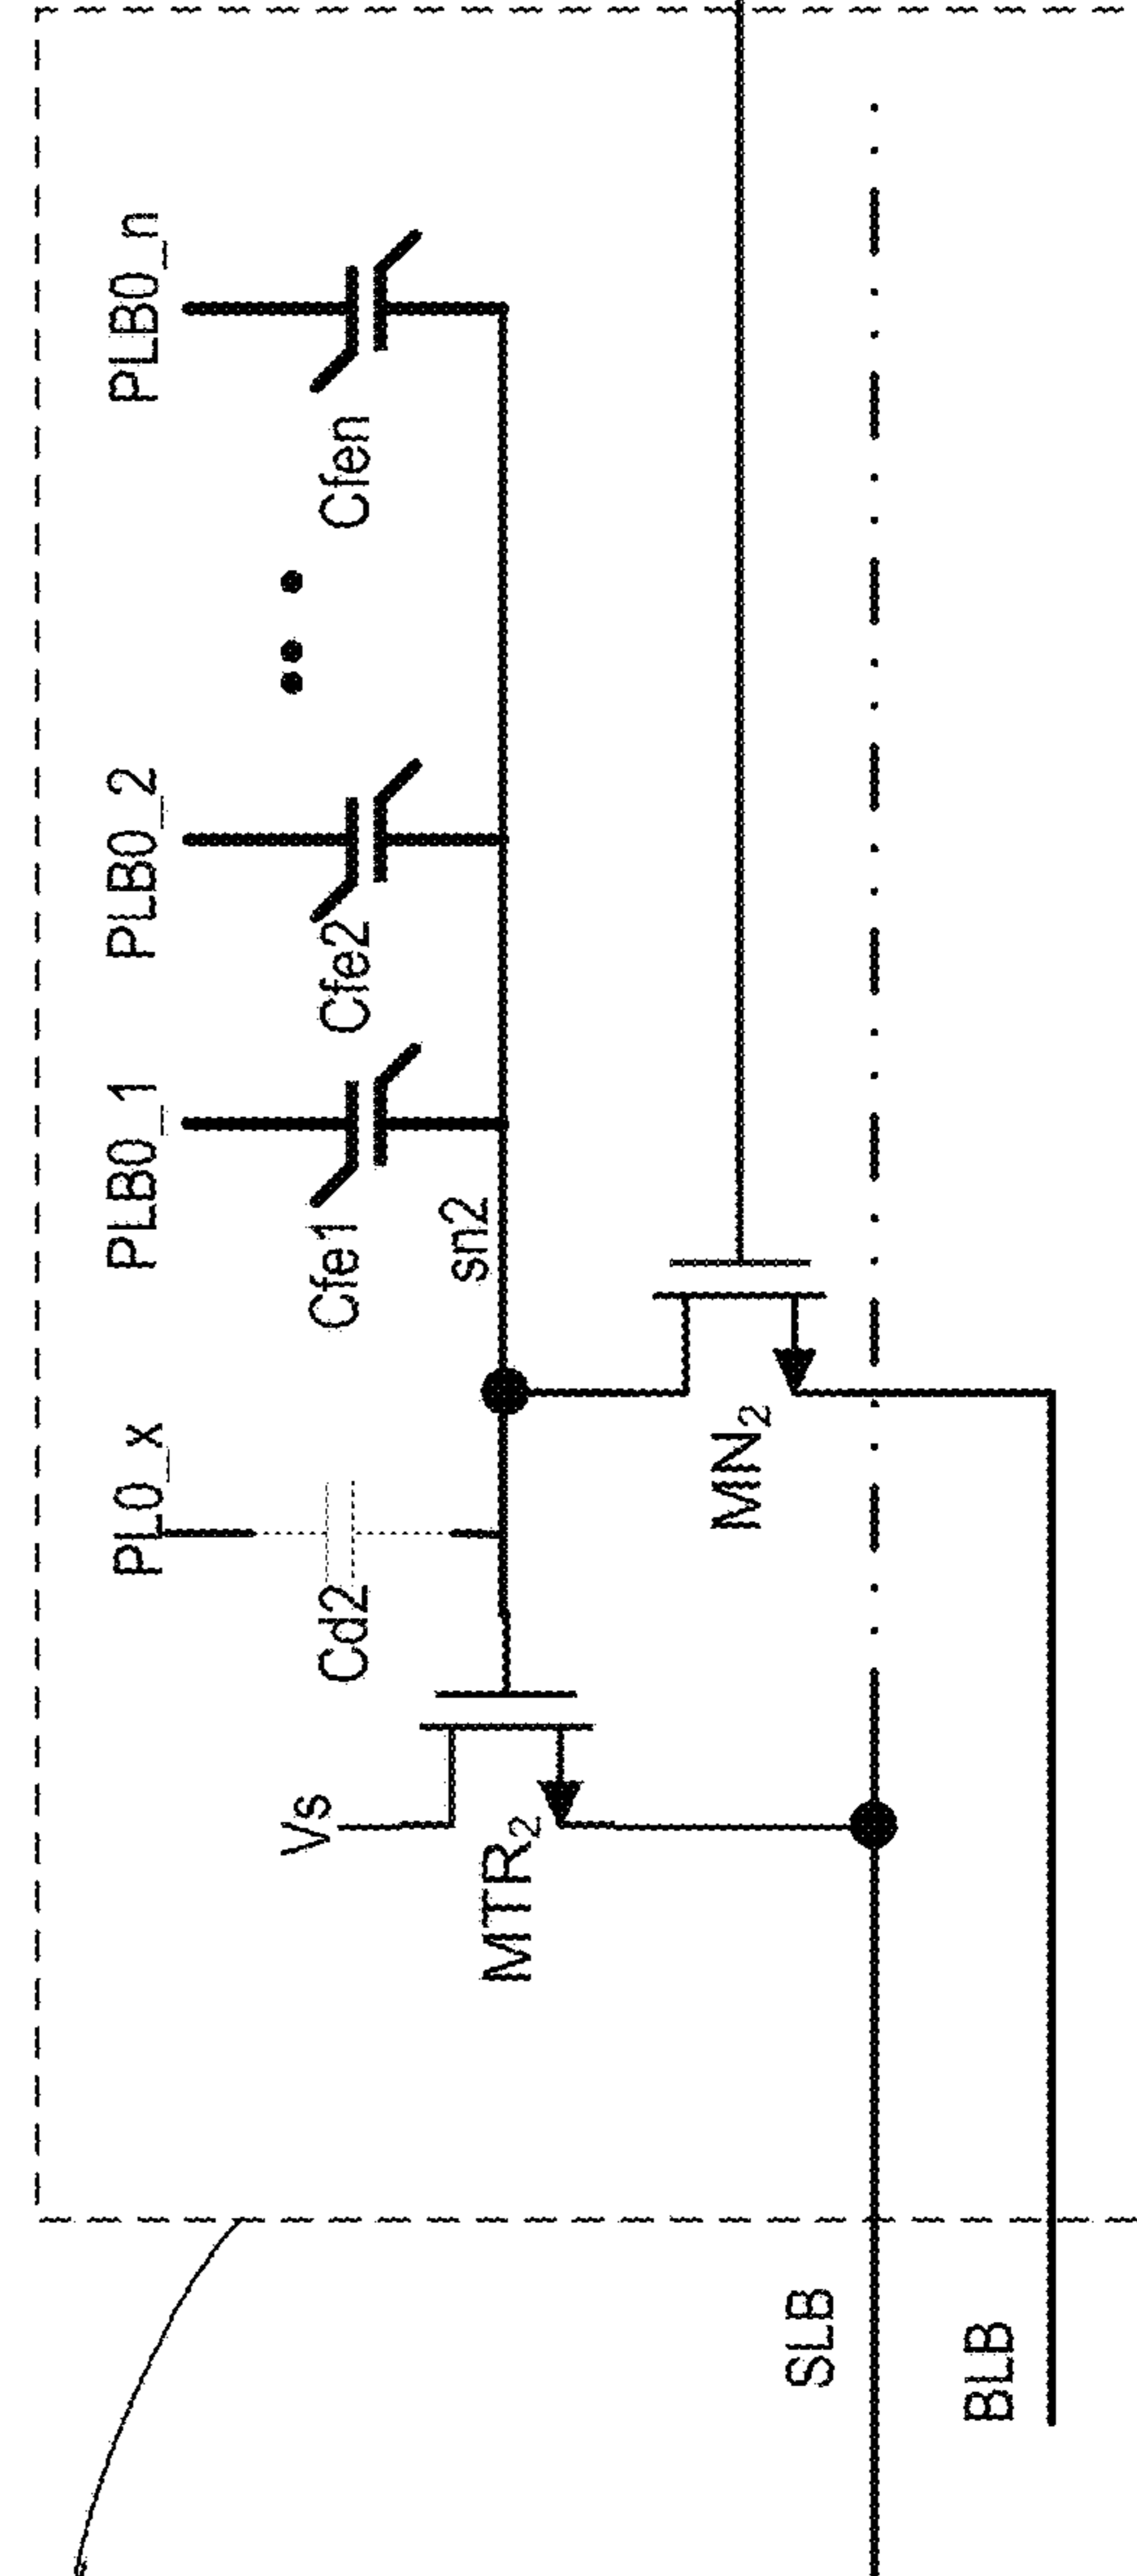 PLB0_1
PLB0_2
PLB0_n
PL0_x
Cfe1
Cfe2
Cfen
Cd2
Vs
sn2
MTR₂
MN₂
SLB
BLB